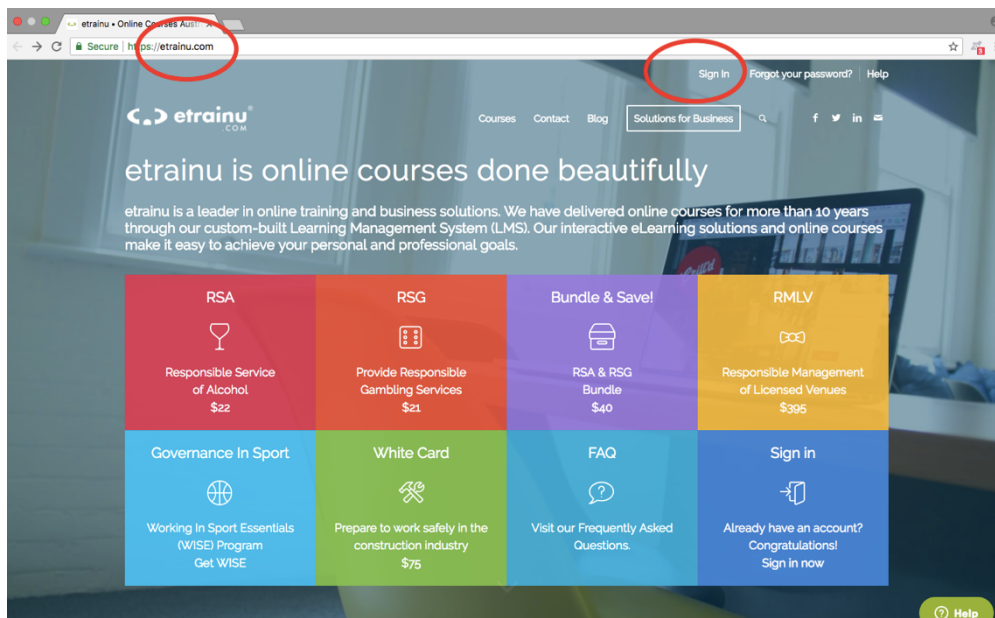 etrainu • Online Courses Aust
Secure | https://etrainu.com
Sign In Forgot your password? Help
etrainu®
.COM
Courses Contact Blog Solutions for Business
etrainu is online courses done beautifully
etrainu is a leader in online training and business solutions. We have delivered online courses for more than 10 years
through our custom-built Learning Management System (LMS). Our interactive eLearning solutions and online courses
make it easy to achieve your personal and professional goals.
RSA
Responsible Service
of Alcohol
$22
RSG
Provide Responsible
Gambling Services
$21
Bundle & Save!
RSA & RSG
Bundle
$40
RMLV
Responsible Management
of Licensed Venues
$395
Governance In Sport
Working In Sport Essentials
(WISE) Program
Get WISE
White Card
Prepare to work safely in the
construction industry
$75
FAQ
Visit our Frequently Asked
Questions.
Sign in
Already have an account?
Congratulations!
Sign in now
Help